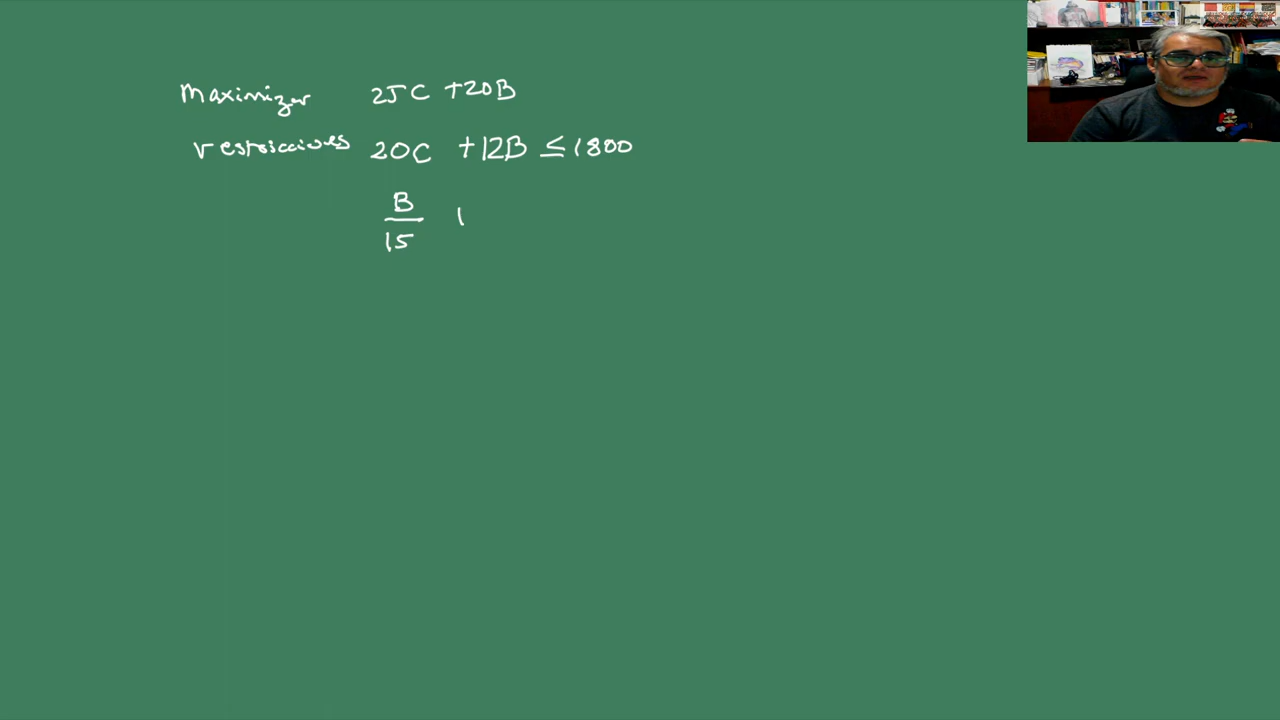 Maximizar 25C + 20B
restricciones 20C + 12B ≤ 1800
B
15